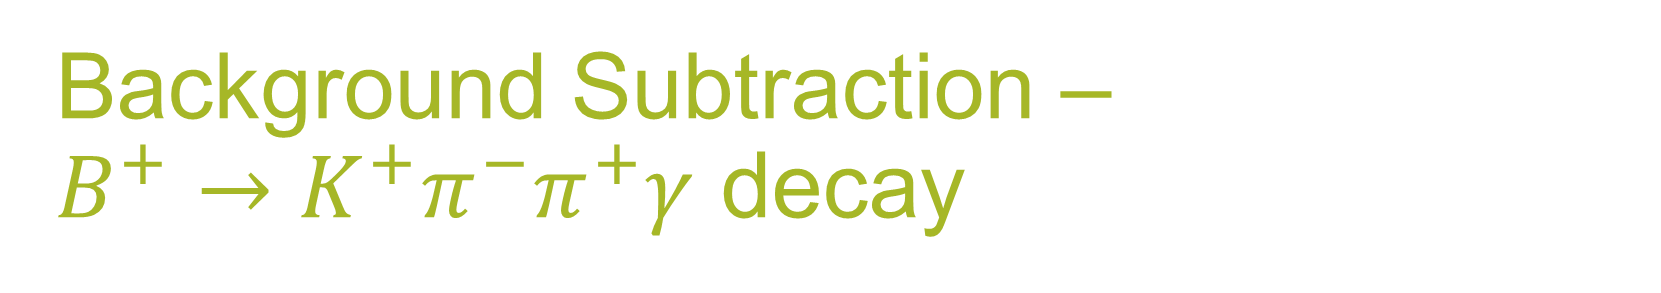 Background Subtraction –
𝐵⁺ → 𝐾⁺𝜋⁻𝜋⁺𝛾 decay